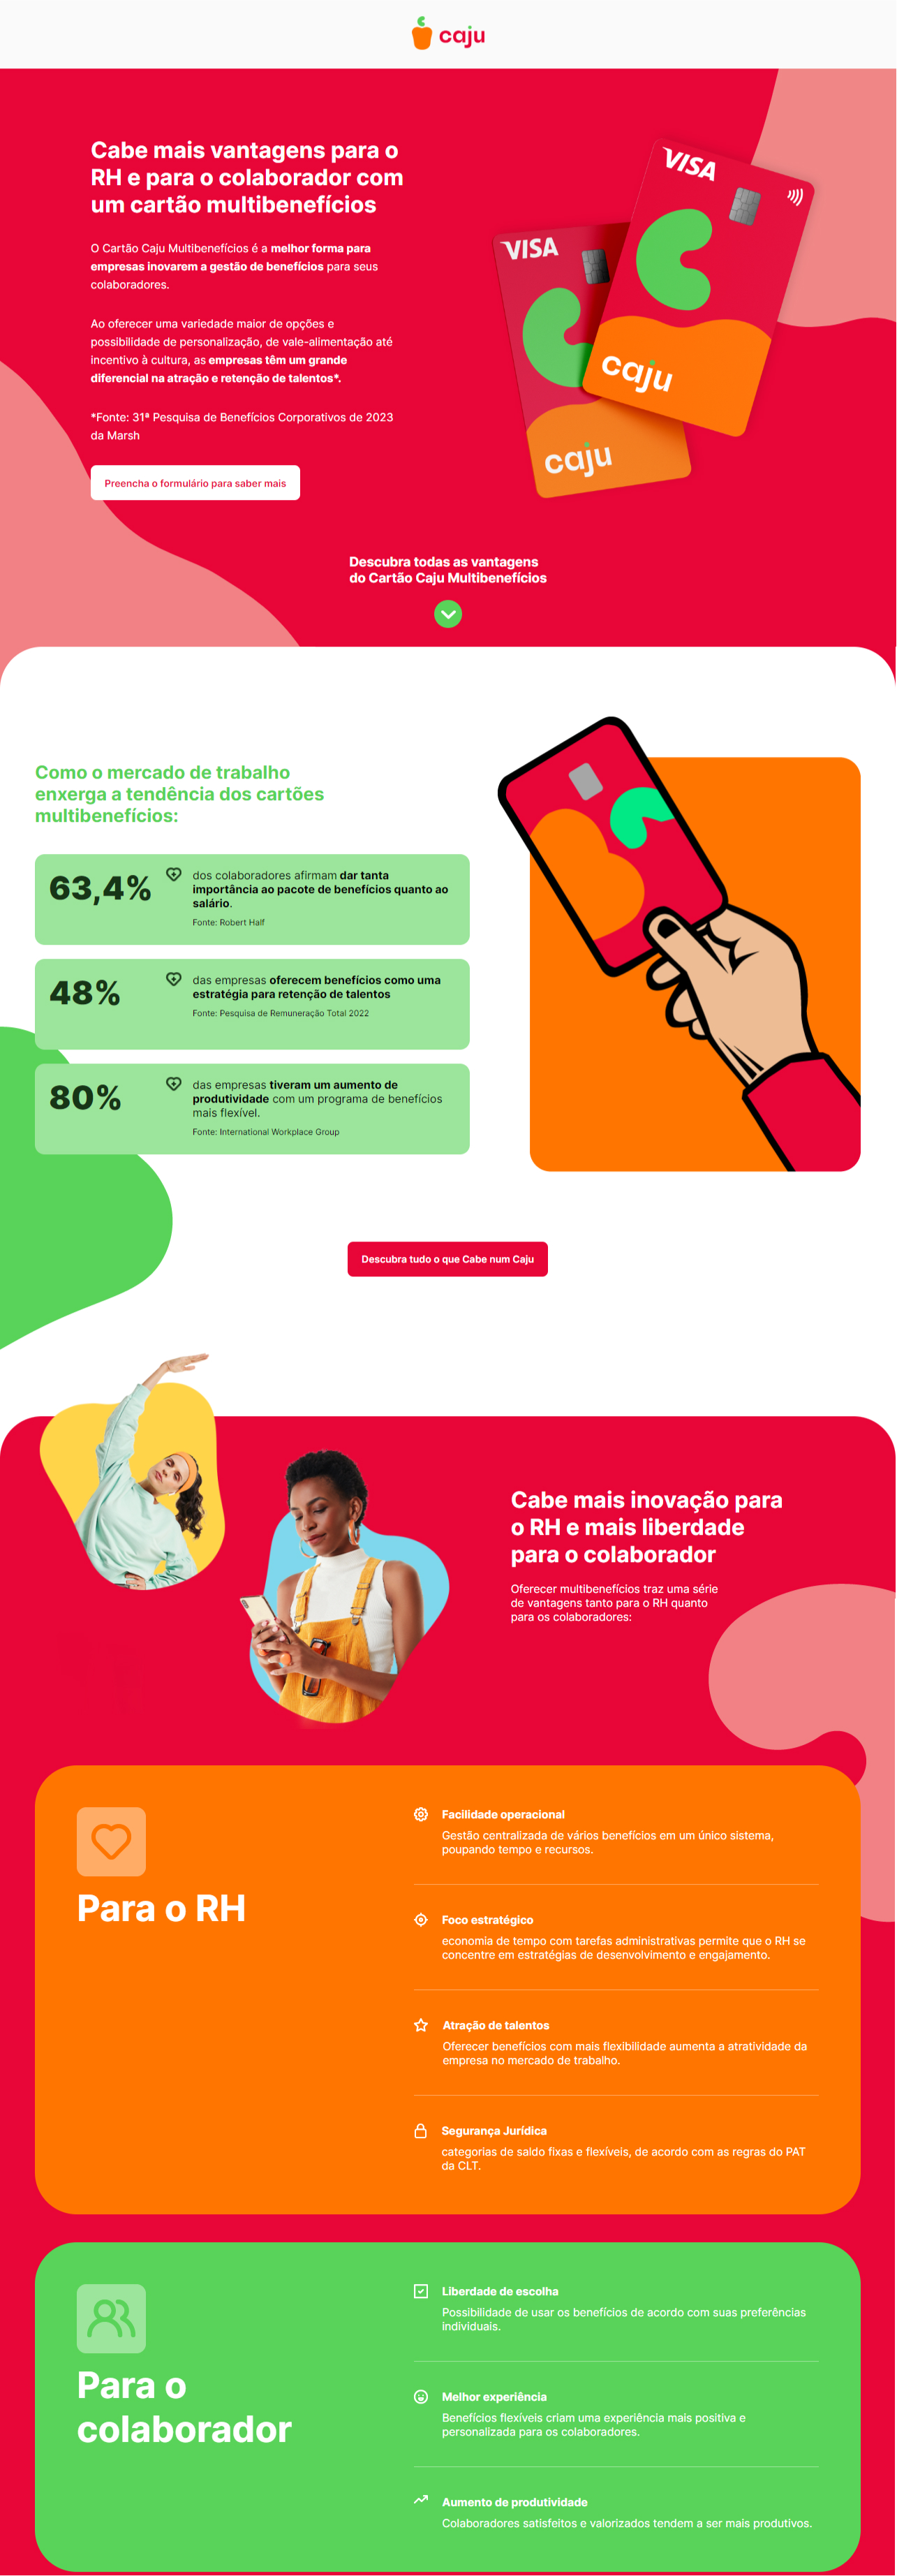 caju
Cabe mais vantagens para o
RH e para o colaborador com
um cartão multibenefícios
O Cartão Caju Multibenefícios é a melhor forma para
empresas inovarem a gestão de benefícios para seus
colaboradores.
Ao oferecer uma variedade maior de opções e
possibilidade de personalização, de vale-alimentação até
incentivo à cultura, as empresas têm um grande
diferencial na atração e retenção de talentos*.
*Fonte: 31ª Pesquisa de Benefícios Corporativos de 2023
da Marsh
Preencha o formulário para saber mais
VISA
caju
VISA
caju
Descubra todas as vantagens
do Cartão Caju Multibenefícios
Como o mercado de trabalho
enxerga a tendência dos cartões
multibenefícios:
63,4%
dos colaboradores afirmam dar tanta
importância ao pacote de benefícios quanto ao
salário.
Fonte: Robert Half
48%
das empresas oferecem benefícios como uma
estratégia para retenção de talentos
Fonte: Pesquisa de Remuneração Total 2022
80%
das empresas tiveram um aumento de
produtividade com um programa de benefícios
mais flexível.
Fonte: International Workplace Group
Descubra tudo o que Cabe num Caju
Cabe mais inovação para
o RH e mais liberdade
para o colaborador
Oferecer multibenefícios traz uma série
de vantagens tanto para o RH quanto
para os colaboradores:
Para o RH
Facilidade operacional
Gestão centralizada de vários benefícios em um único sistema,
poupando tempo e recursos.
Foco estratégico
economia de tempo com tarefas administrativas permite que o RH se
concentre em estratégias de desenvolvimento e engajamento.
Atração de talentos
Oferecer benefícios com mais flexibilidade aumenta a atratividade da
empresa no mercado de trabalho.
Segurança Jurídica
categorias de saldo fixas e flexíveis, de acordo com as regras do PAT
da CLT.
Para o
colaborador
Liberdade de escolha
Possibilidade de usar os benefícios de acordo com suas preferências
individuais.
Melhor experiência
Benefícios flexíveis criam uma experiência mais positiva e
personalizada para os colaboradores.
Aumento de produtividade
Colaboradores satisfeitos e valorizados tendem a ser mais produtivos.